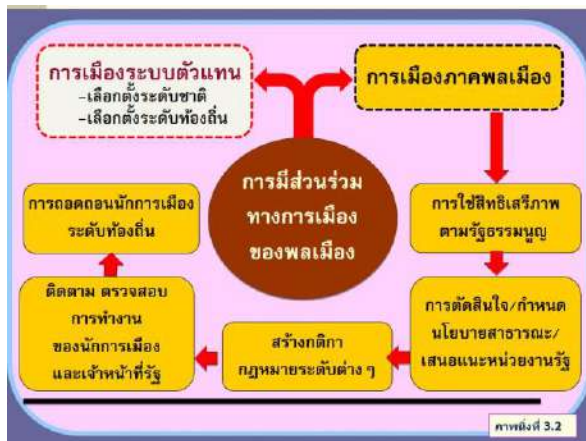 การเมืองระบบตัวแทน
-เลือกตั้งระดับชาติ
-เลือกตั้งระดับท้องถิ่น
การเมืองภาคพลเมือง
การมีส่วนร่วม
ทางการเมือง
ของพลเมือง
การใช้สิทธิเสรีภาพ
ตามรัฐธรรมนูญ
การตัดสินใจ/กำหนด
นโยบายสาธารณะ/
เสนอแนะหน่วยงานรัฐ
สร้างกติกา
กฎหมายระดับต่าง ๆ
ติดตาม ตรวจสอบ
การทำงาน
ของนักการเมือง
และเจ้าหน้าที่รัฐ
การถอดถอนนักการเมือง
ระดับท้องถิ่น
ภาพนิ่งที่ 3.2